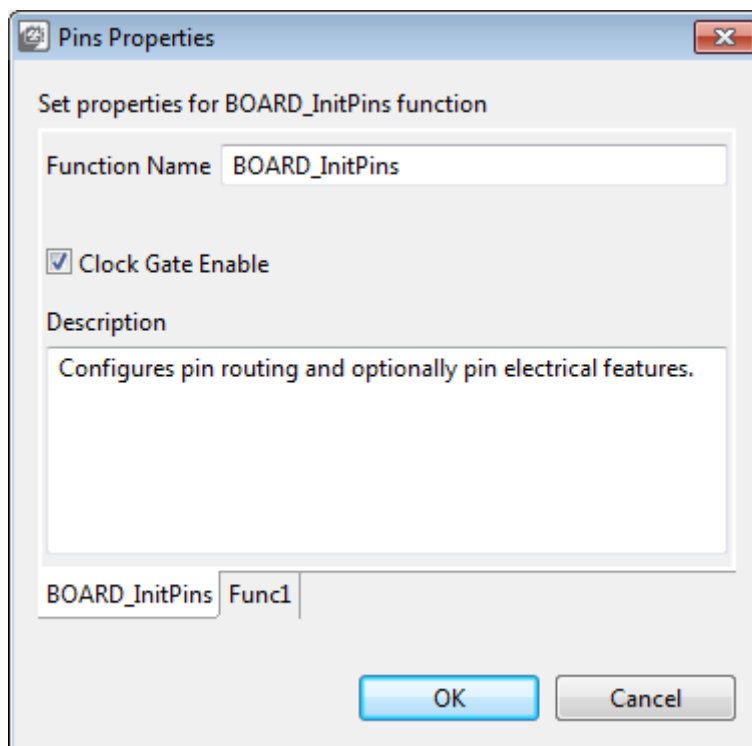 Pins Properties
Set properties for BOARD_InitPins function
Function Name BOARD_InitPins
Clock Gate Enable
Description
Configures pin routing and optionally pin electrical features.
BOARD_InitPins Func1
OK Cancel